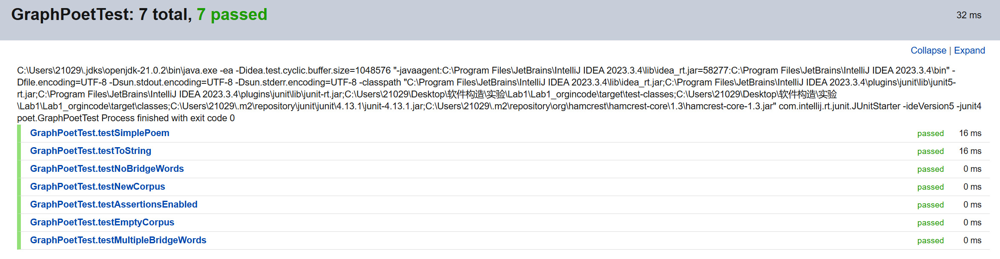 GraphPoetTest: 7 total, 7 passed
32 ms
Collapse | Expand
C:\Users\21029\.jdks\openjdk-21.0.2\bin\java.exe -ea -Didea.test.cyclic.buffer.size=1048576 "-javaagent:C:\Program Files\JetBrains\IntelliJ IDEA 2023.3.4\lib\idea_rt.jar=58277:C:\Program Files\JetBrains\IntelliJ IDEA 2023.3.4\bin" -
Dfile.encoding=UTF-8 -Dsun.stdout.encoding=UTF-8 -Dsun.stderr.encoding=UTF-8 -classpath "C:\Program Files\JetBrains\IntelliJ IDEA 2023.3.4\lib\idea_rt.jar;C:\Program Files\JetBrains\IntelliJ IDEA 2023.3.4\plugins\junit\lib\junit5-
rt.jar;C:\Program Files\JetBrains\IntelliJ IDEA 2023.3.4\plugins\junit\lib\junit-rt.jar;C:\Users\21029\Desktop\软件构造\实验\Lab1\Lab1_orgincode\target\test-classes;C:\Users\21029\Desktop\软件构造\实验
\Lab1\Lab1_orgincode\target\classes;C:\Users\21029\.m2\repository\junit\junit\4.13.1\junit-4.13.1.jar;C:\Users\21029\.m2\repository\org\hamcrest\hamcrest-core\1.3\hamcrest-core-1.3.jar" com.intellij.rt.junit.JUnitStarter -ideVersion5 -junit4
poet.GraphPoetTest Process finished with exit code 0
GraphPoetTest.testSimplePoem passed 16 ms
GraphPoetTest.testToString passed 16 ms
GraphPoetTest.testNoBridgeWords passed 0 ms
GraphPoetTest.testNewCorpus passed 0 ms
GraphPoetTest.testAssertionsEnabled passed 0 ms
GraphPoetTest.testEmptyCorpus passed 0 ms
GraphPoetTest.testMultipleBridgeWords passed 0 ms